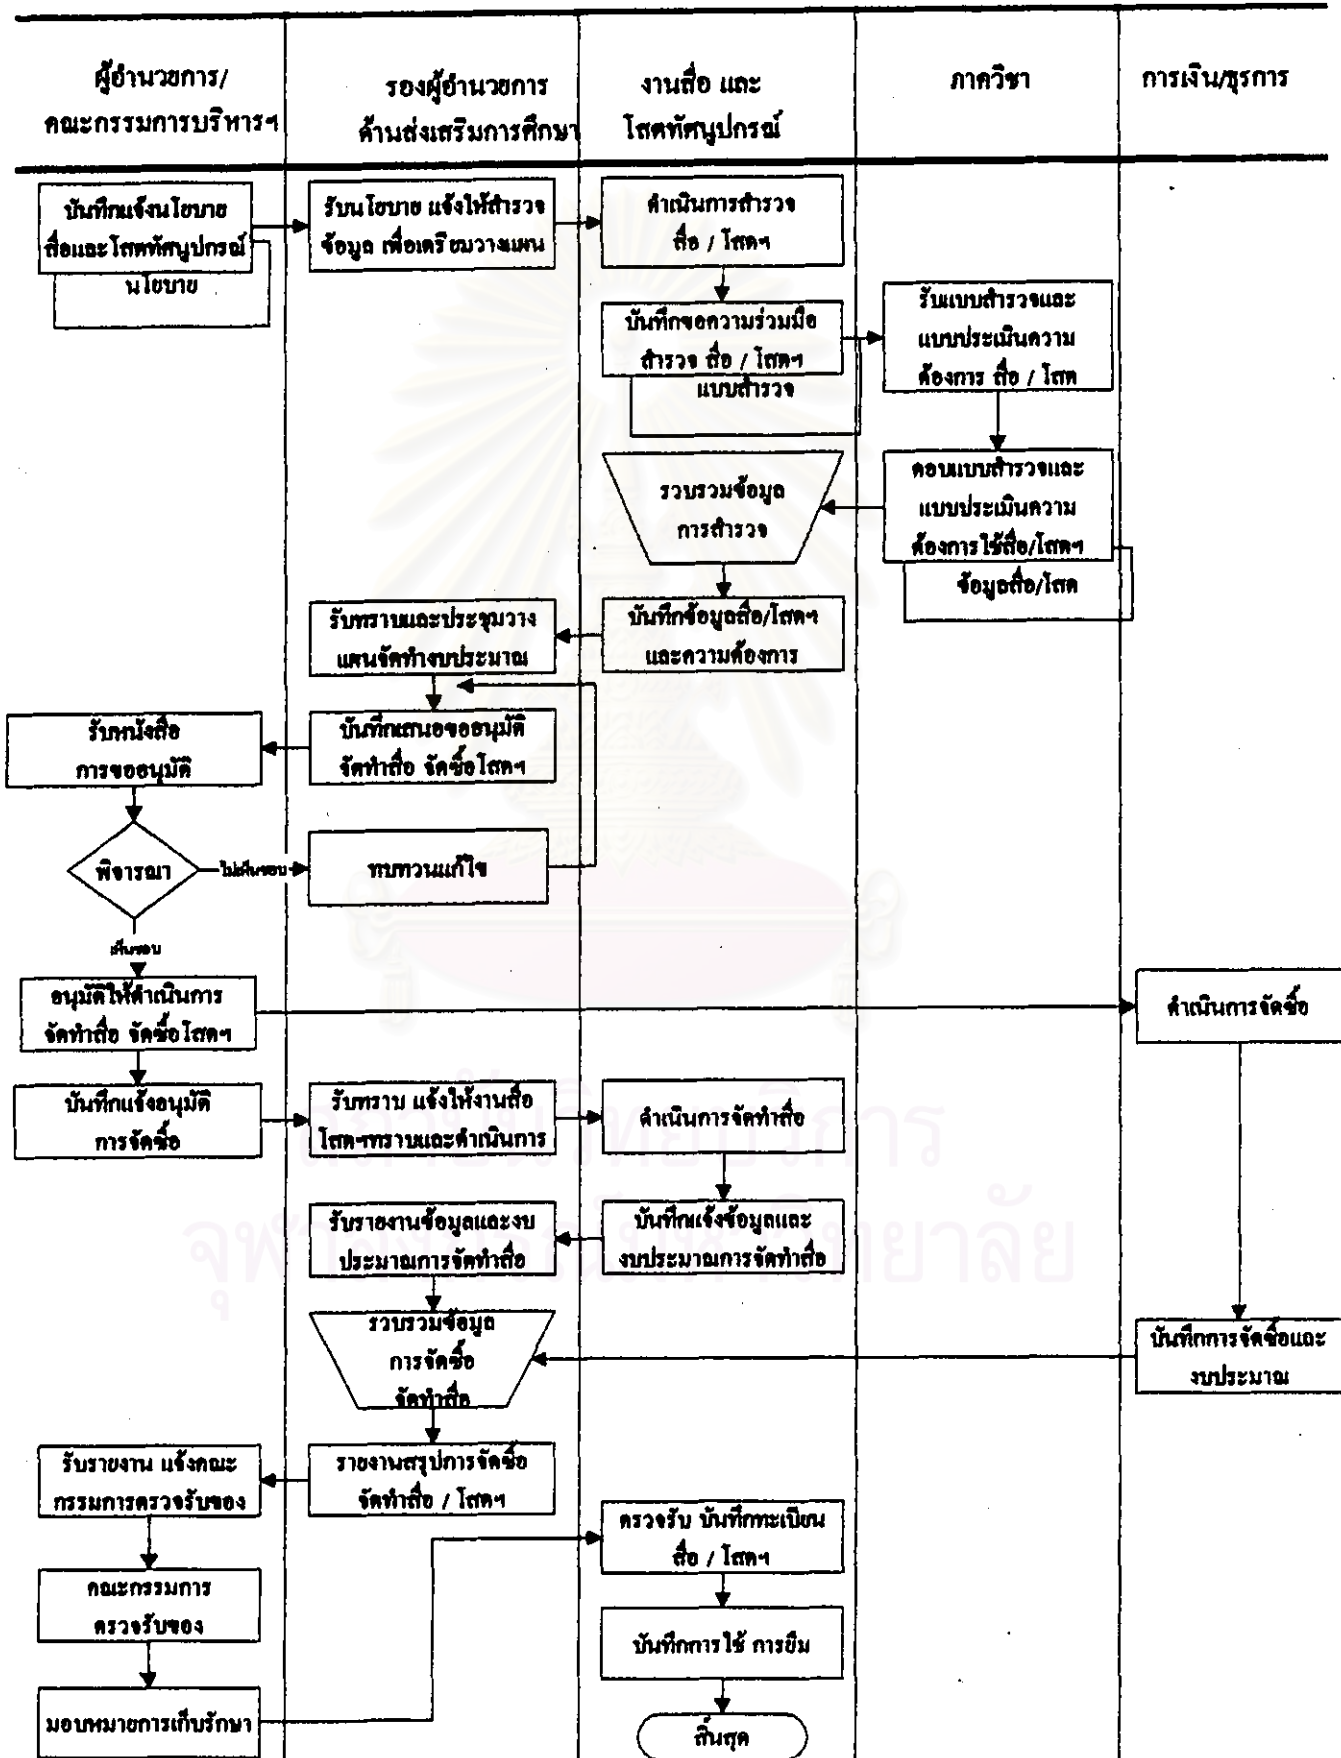 ผู้อำนวยการ/
คณะกรรมการบริหารฯ
รองผู้อำนวยการ
ด้านส่งเสริมการศึกษา
งานสื่อ และ
โสตทัศนูปกรณ์
ภาควิชา
การเงิน/ธุรการ
บันทึกแจ้งนโยบาย
สื่อและโสตทัศนูปกรณ์
นโยบาย
รับนโยบาย แจ้งให้สำรวจ
ข้อมูล เพื่อเตรียมวางแผน
ดำเนินการสำรวจ
สื่อ / โสตฯ
บันทึกขอความร่วมมือ
สำรวจ สื่อ / โสตฯ
แบบสำรวจ
รับแบบสำรวจและ
แบบประเมินความ
ต้องการ สื่อ / โสต
ตอบแบบสำรวจและ
แบบประเมินความ
ต้องการใช้สื่อ/โสตฯ
ข้อมูลสื่อ/โสต
รวบรวมข้อมูล
การสำรวจ
บันทึกข้อมูลสื่อ/โสตฯ
และความต้องการ
รับทราบและประชุมวาง
แผนจัดทำงบประมาณ
บันทึกเสนอขออนุมัติ
จัดทำสื่อ จัดซื้อโสตฯ
รับหนังสือ
การขออนุมัติ
พิจารณา
ไม่เห็นชอบ
ทบทวนแก้ไข
เห็นชอบ
อนุมัติให้ดำเนินการ
จัดทำสื่อ จัดซื้อโสตฯ
ดำเนินการจัดซื้อ
บันทึกแจ้งอนุมัติ
การจัดซื้อ
รับทราบ แจ้งให้งานสื่อ
โสตฯทราบและดำเนินการ
ดำเนินการจัดทำสื่อ
รับรายงานข้อมูลและงบ
ประมาณการจัดทำสื่อ
บันทึกแจ้งข้อมูลและ
งบประมาณการจัดทำสื่อ
รวบรวมข้อมูล
การจัดซื้อ
จัดทำสื่อ
บันทึกการจัดซื้อและ
งบประมาณ
รับรายงาน แจ้งคณะ
กรรมการตรวจรับของ
รายงานสรุปการจัดซื้อ
จัดทำสื่อ / โสตฯ
ตรวจรับ บันทึกทะเบียน
สื่อ / โสตฯ
คณะกรรมการ
ตรวจรับของ
บันทึกการใช้ การยืม
มอบหมายการเก็บรักษา
สิ้นสุด
สถาบันวิทยบริการ
จุฬาลงกรณ์มหาวิทยาลัย